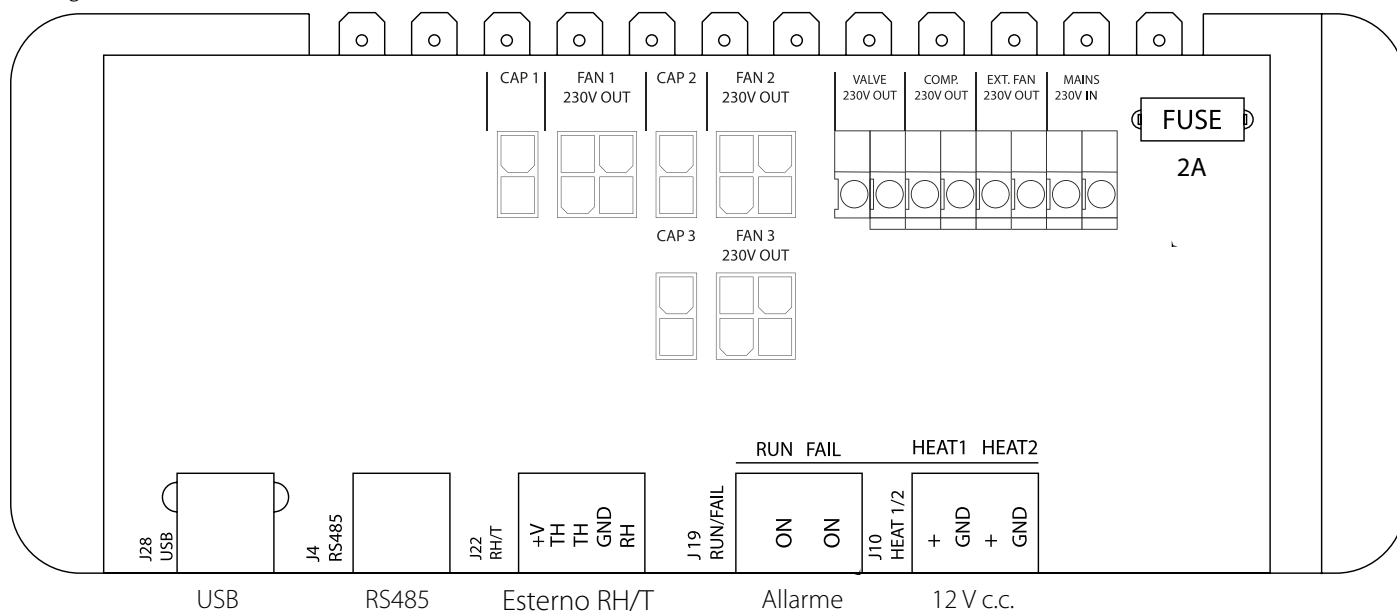 CAP 1
FAN 1
230V OUT
CAP 2
FAN 2
230V OUT
VALVE
230V OUT
COMP.
230V OUT
EXT. FAN
230V OUT
MAINS
230V IN
FUSE
2A
CAP 3
FAN 3
230V OUT
RUN FAIL
HEAT1 HEAT2
J28
USB
J4
RS485
J22
RH/T
+V
TH
TH
GND
RH
J19
RUN/FAIL
ON
ON
J10
HEAT 1/2
+
GND
+
GND
USB
RS485
Esterno RH/T
Allarme
12 V c.c.